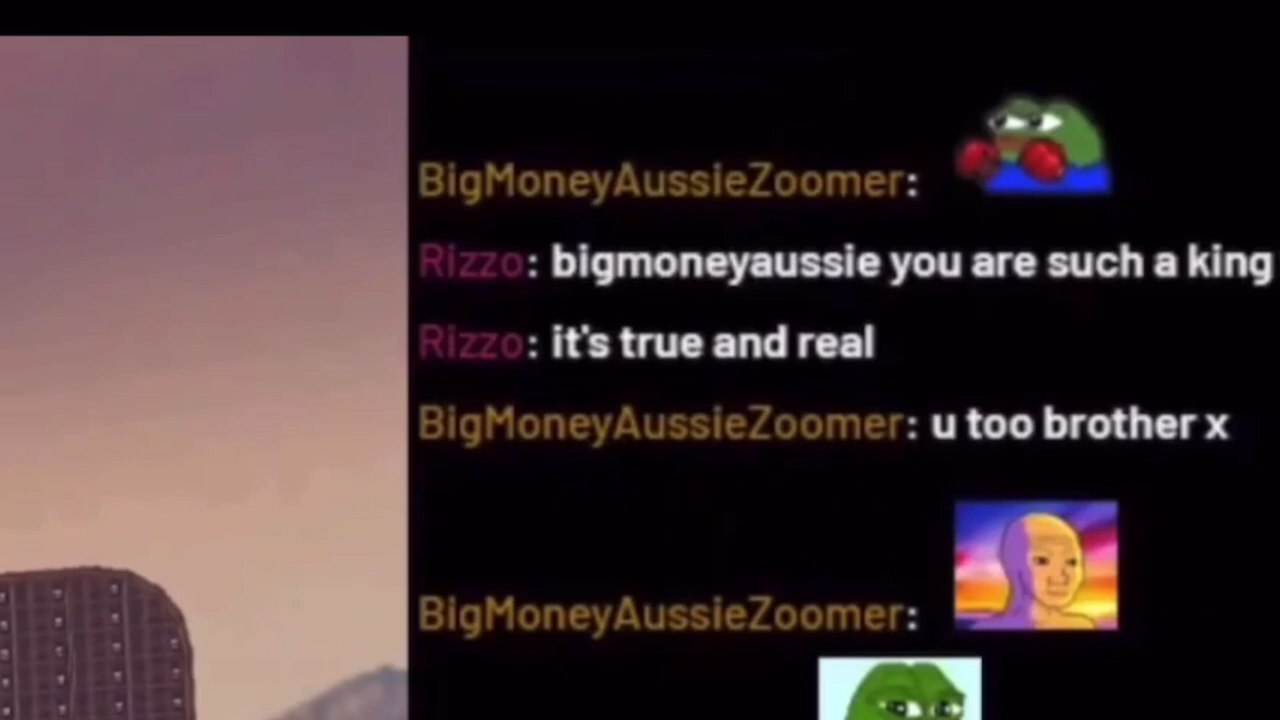 BigMoneyAussieZoomer:
Rizzo: bigmoneyaussie you are such a king
Rizzo: it's true and real
BigMoneyAussieZoomer: u too brother x
BigMoneyAussieZoomer: